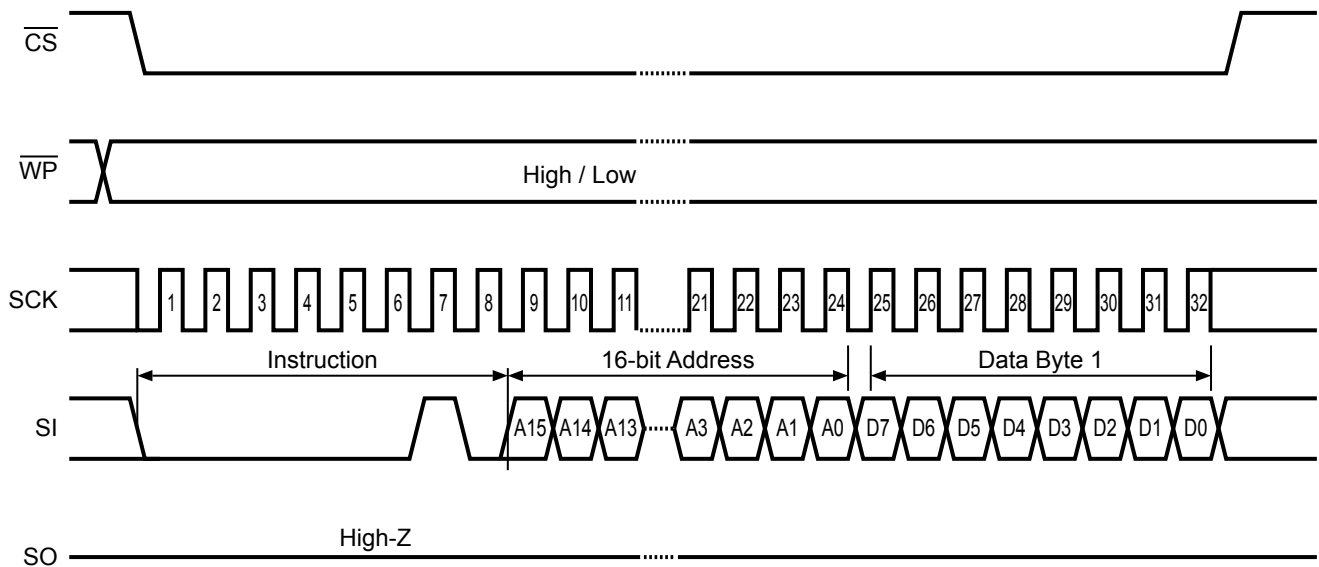 CS
WP
High / Low
SCK
1 2 3 4 5 6 7 8 9 10 11 21 22 23 24 25 26 27 28 29 30 31 32
Instruction 16-bit Address Data Byte 1
SI
A15 A14 A13 A3 A2 A1 A0 D7 D6 D5 D4 D3 D2 D1 D0
High-Z
SO